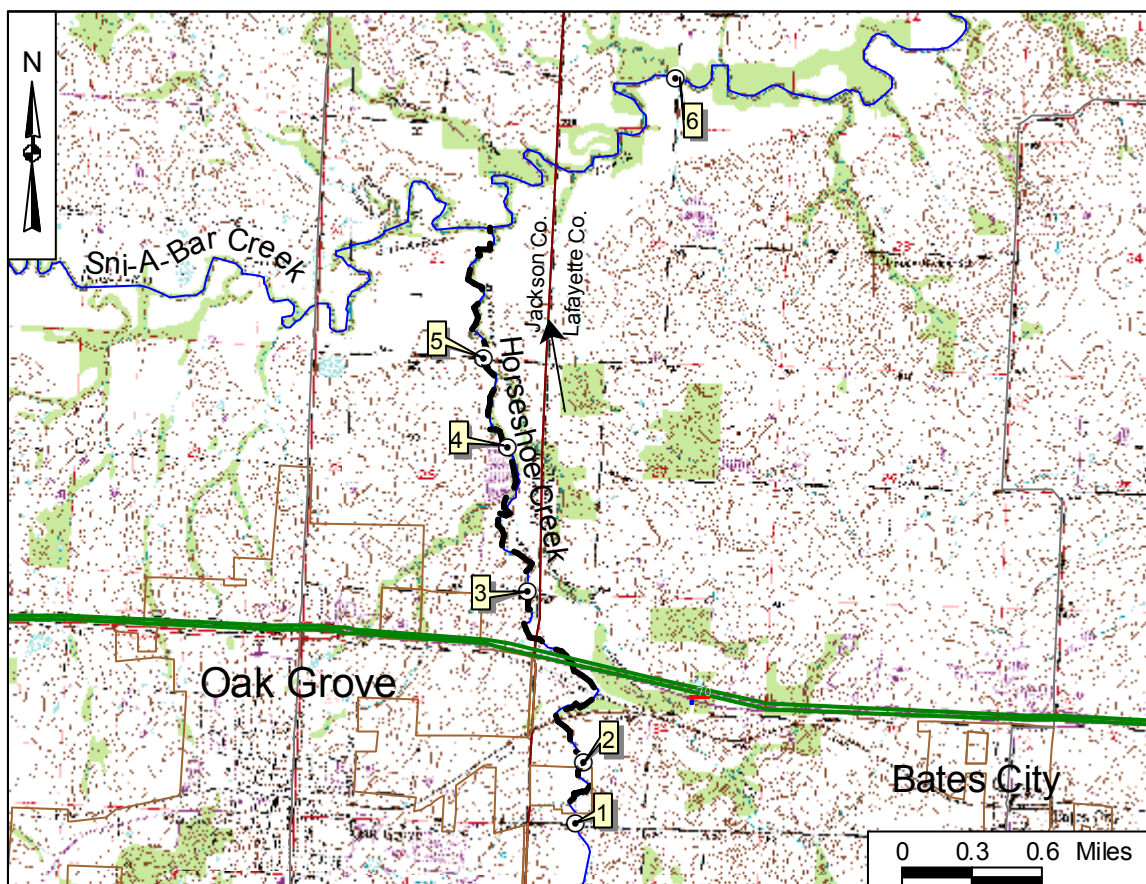 N
6
Sni-A-Bar Creek
Jackson Co.
Lafayette Co.
5
Horseshoe Creek
4
3
Oak Grove
70
2
Bates City
1
0 0.3 0.6 Miles